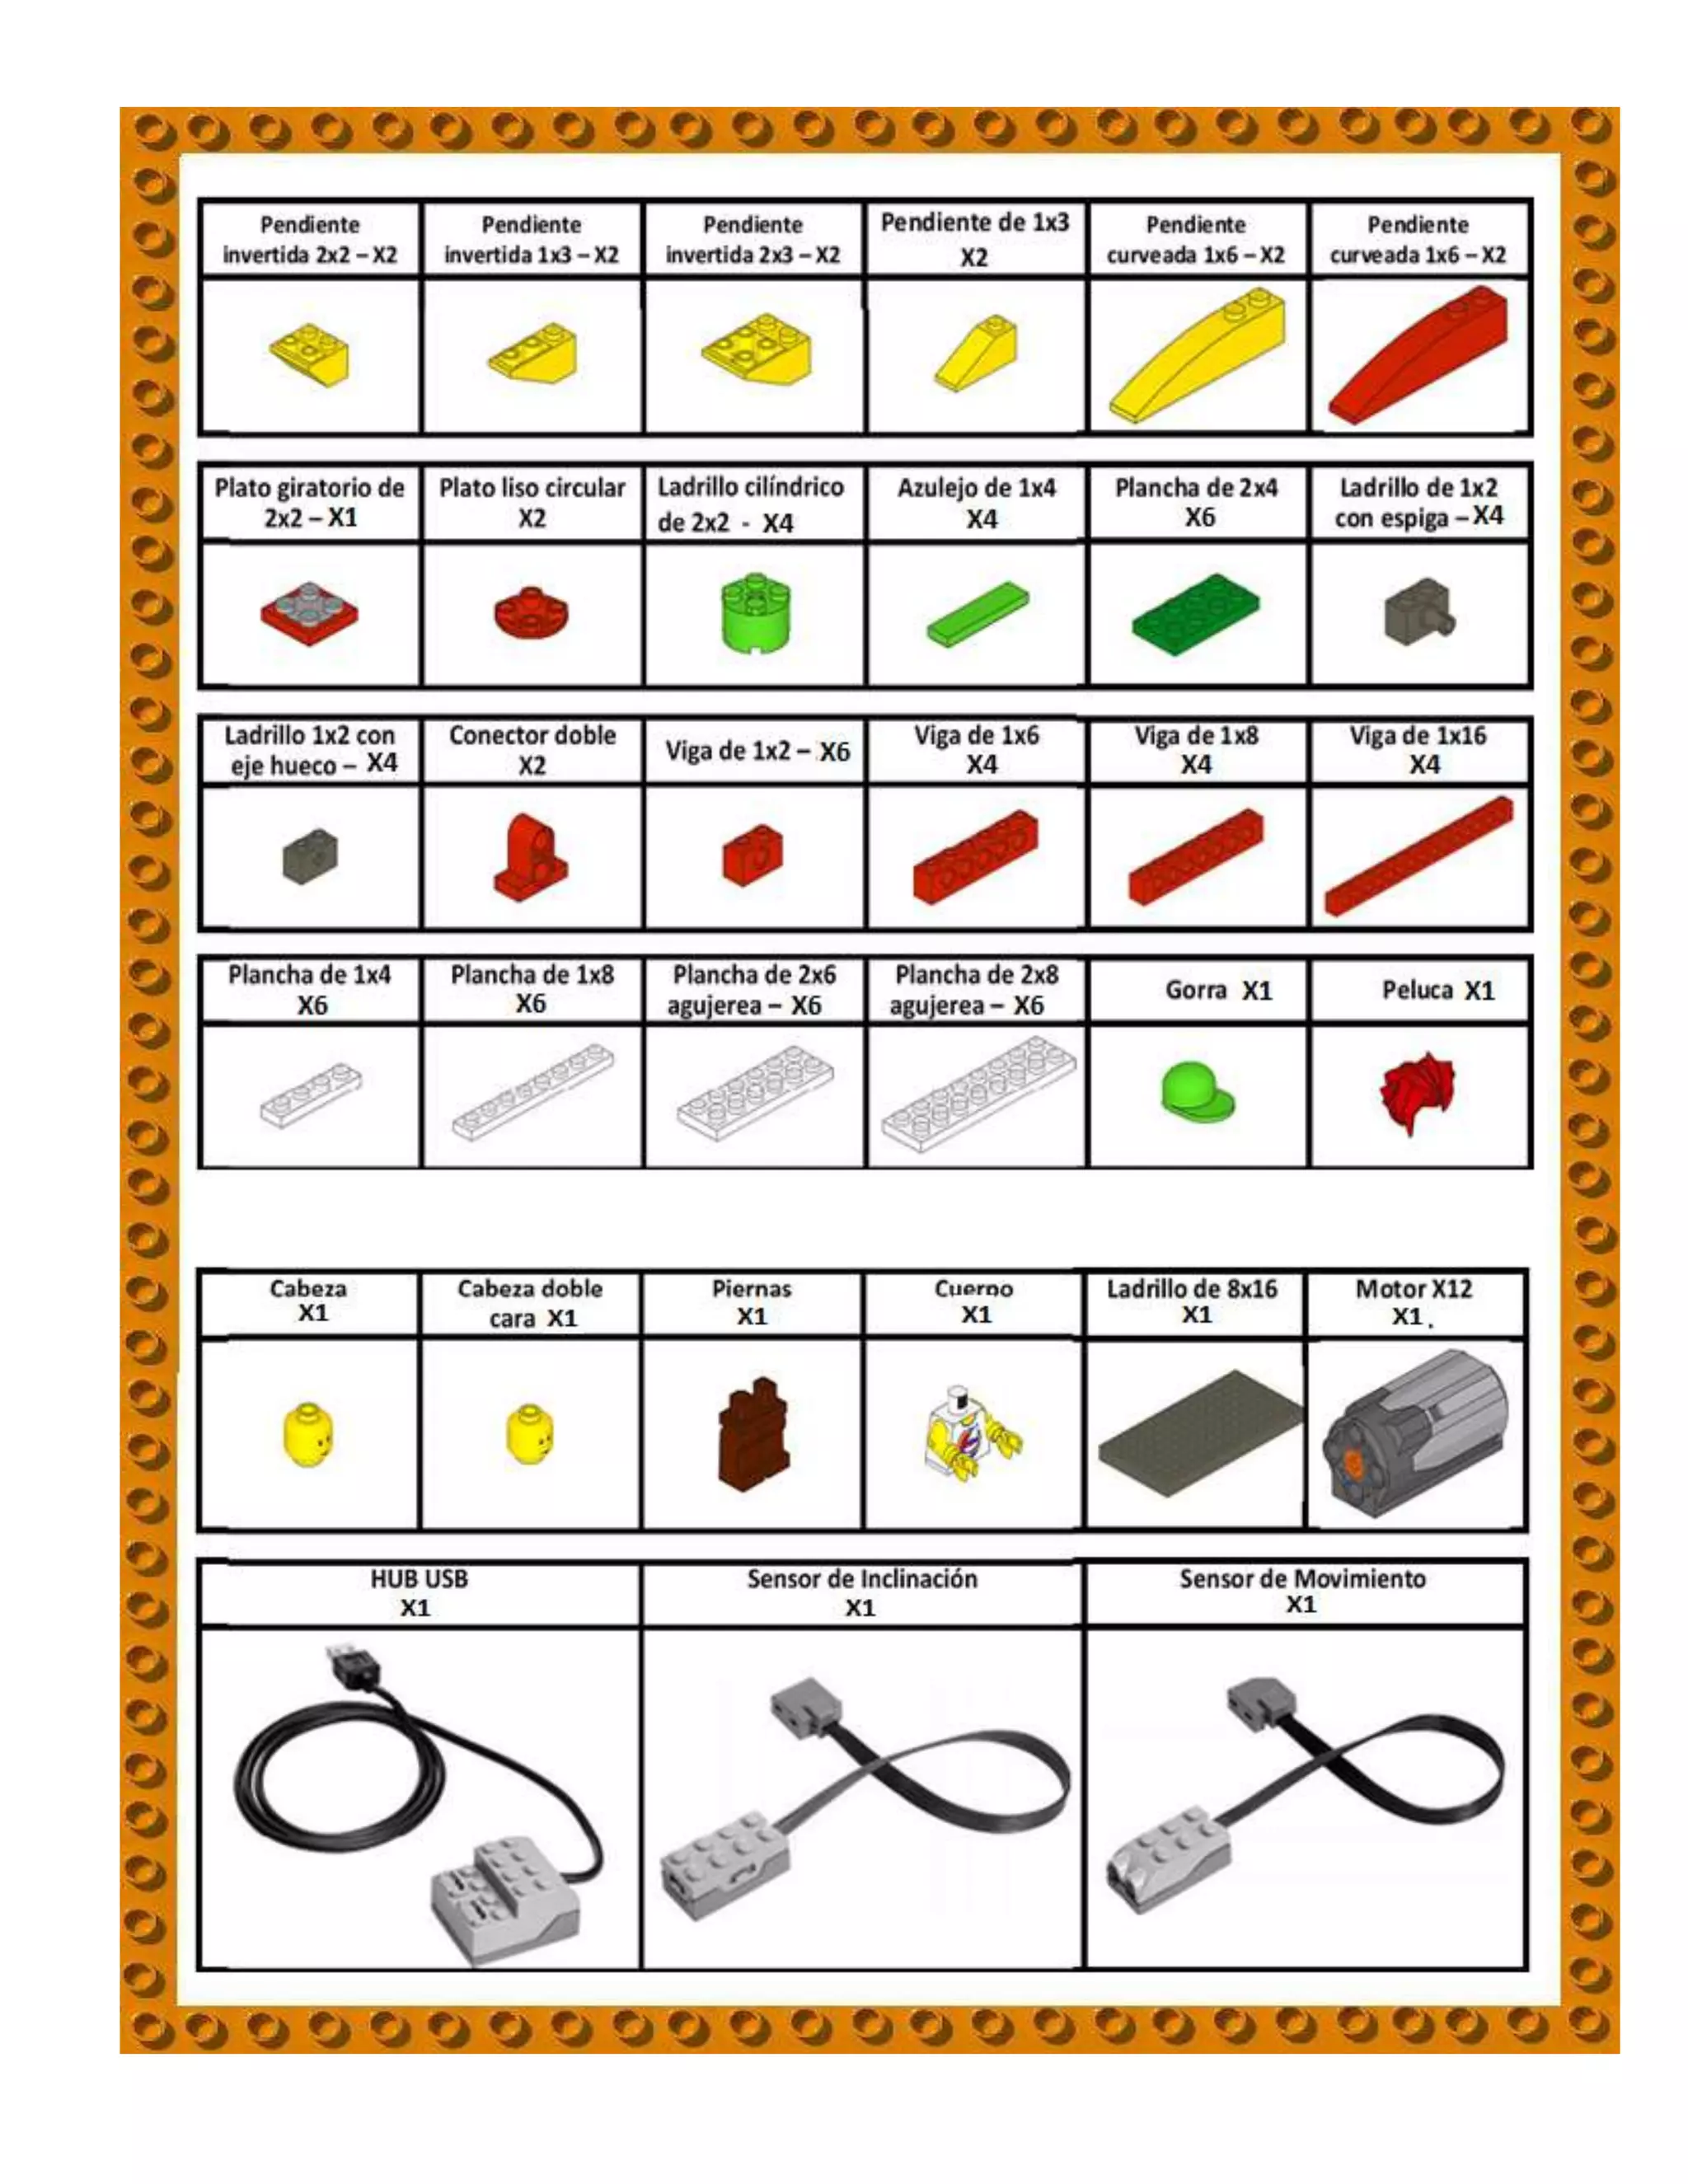 Pendiente
invertida 2x2 – X2
Pendiente
invertida 1x3 – X2
Pendiente
invertida 2x3 – X2
Pendiente de 1x3
X2
Pendiente
curveada 1x6 – X2
Pendiente
curveada 1x6 – X2
Plato giratorio de
2x2 – X1
Plato liso circular
X2
Ladrillo cilíndrico
de 2x2 - X4
Azulejo de 1x4
X4
Plancha de 2x4
X6
Ladrillo de 1x2
con espiga – X4
Ladrillo 1x2 con
eje hueco – X4
Conector doble
X2
Viga de 1x2 – X6
Viga de 1x6
X4
Viga de 1x8
X4
Viga de 1x16
X4
Plancha de 1x4
X6
Plancha de 1x8
X6
Plancha de 2x6
agujerea – X6
Plancha de 2x8
agujerea – X6
Gorra X1
Peluca X1
Cabeza
X1
Cabeza doble
cara X1
Piernas
X1
Cuerpo
X1
Ladrillo de 8x16
X1
Motor X12
X1 .
HUB USB
X1
Sensor de Inclinación
X1
Sensor de Movimiento
X1